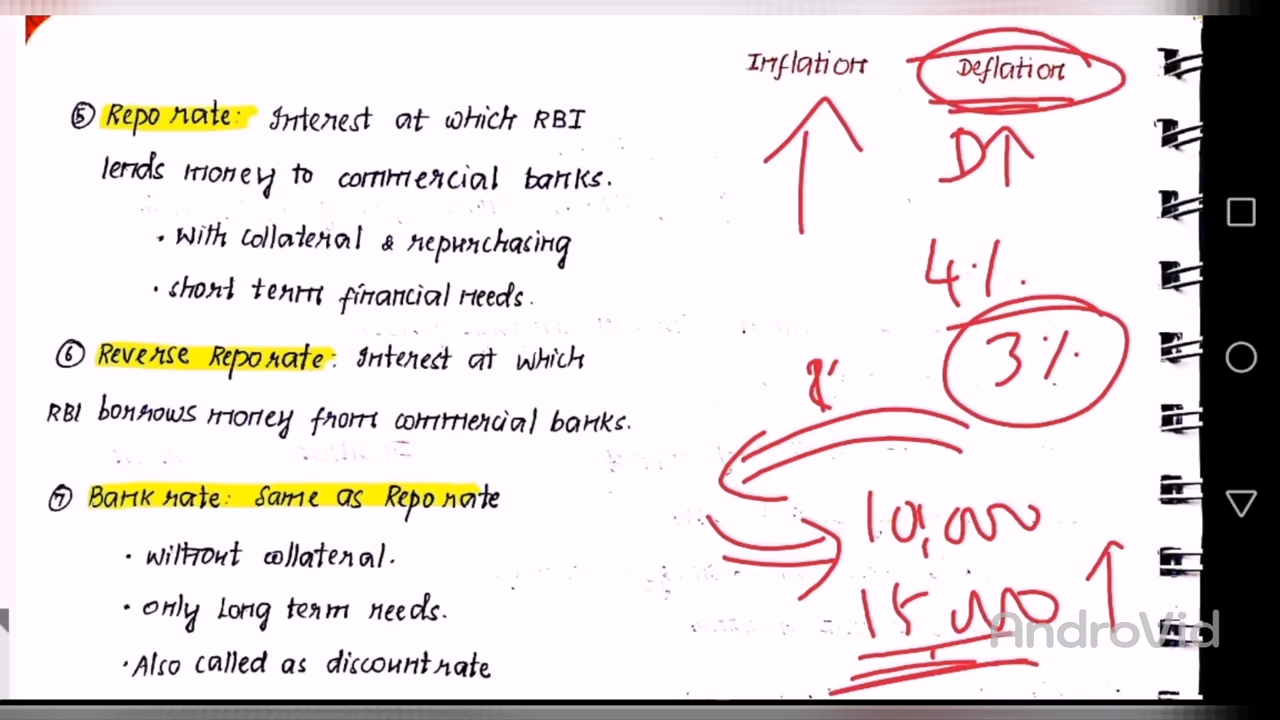 ⑤ Repo rate: Interest at which RBI
lends money to commercial banks.
· With collateral & repurchasing
· short term financial needs.
⑥ Reverse Repo rate: Interest at which
RBI borrows money from commercial banks.
⑦ Bank rate: Same as Repo rate
· without collateral.
· only Long term needs.
· Also called as discount rate
Inflation
Deflation
D↑
4%.
3%.
10,000
15,000
AndroVid